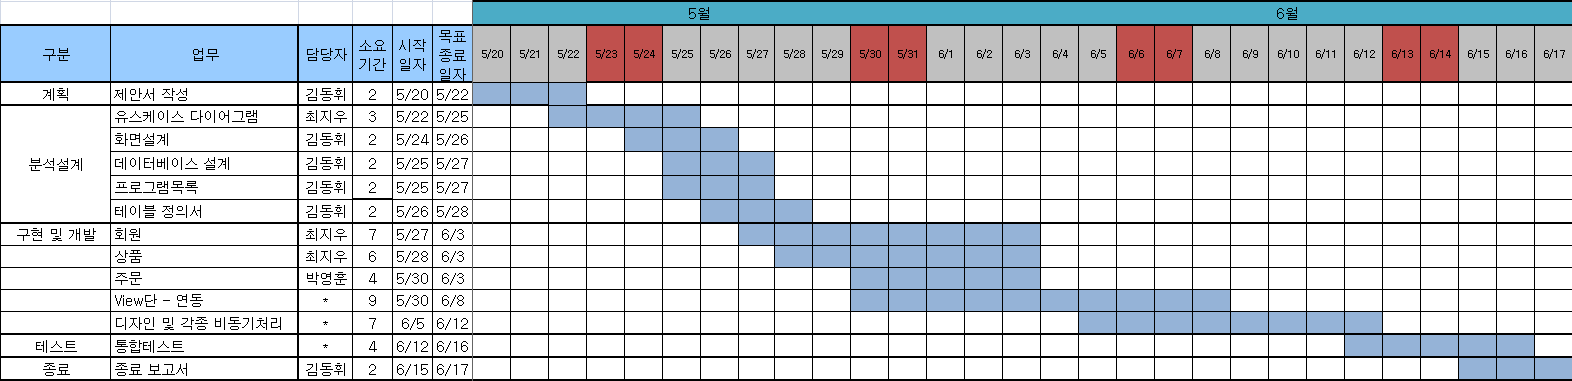 5월 6월
구분 업무 담당자 소요 기간 시작 일자 목표 종료 일자 5/20 5/21 5/22 5/23 5/24 5/25 5/26 5/27 5/28 5/29 5/30 5/31 6/1 6/2 6/3 6/4 6/5 6/6 6/7 6/8 6/9 6/10 6/11 6/12 6/13 6/14 6/15 6/16 6/17
계획 제안서 작성 김동휘 2 5/20 5/22
유스케이스 다이어그램 최지우 3 5/22 5/25
화면설계 김동휘 2 5/24 5/26
분석설계 데이터베이스 설계 김동휘 2 5/25 5/27
프로그램목록 김동휘 2 5/25 5/27
테이블 정의서 김동휘 2 5/26 5/28
구현 및 개발 회원 최지우 7 5/27 6/3
상품 최지우 6 5/28 6/3
주문 박영훈 4 5/30 6/3
View단 - 연동 * 9 5/30 6/8
디자인 및 각종 비동기처리 * 7 6/5 6/12
테스트 통합테스트 * 4 6/12 6/16
종료 종료 보고서 김동휘 2 6/15 6/17